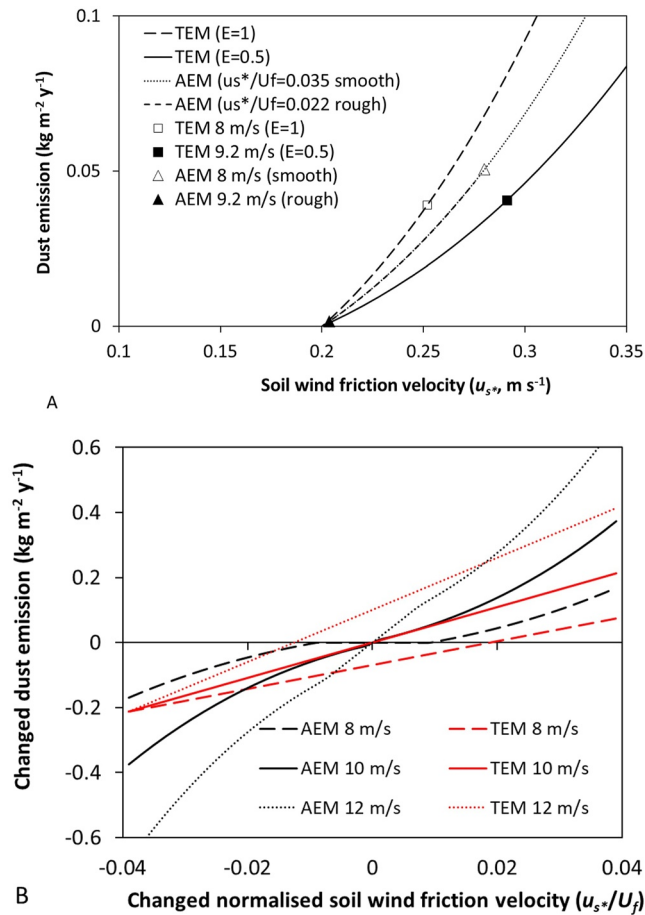 Dust emission (kg m⁻² y⁻¹)
0.1
0.05
0
TEM (E=1)
TEM (E=0.5)
AEM (us*/Uf=0.035 smooth)
AEM (us*/Uf=0.022 rough)
TEM 8 m/s (E=1)
TEM 9.2 m/s (E=0.5)
AEM 8 m/s (smooth)
AEM 9.2 m/s (rough)
0.1 0.15 0.2 0.25 0.3 0.35
Soil wind friction velocity (uₛ*, m s⁻¹)
A
Changed dust emission (kg m⁻² y⁻¹)
0.6
0.4
0.2
0
-0.2
-0.4
-0.6
AEM 8 m/s TEM 8 m/s
AEM 10 m/s TEM 10 m/s
AEM 12 m/s TEM 12 m/s
-0.04 -0.02 0 0.02 0.04
B Changed normalised soil wind friction velocity (uₛ*/U_f)